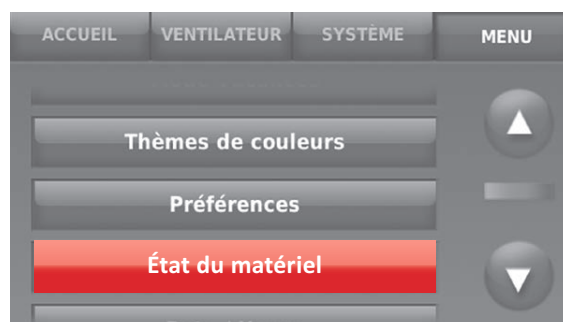 ACCUEIL VENTILATEUR SYSTÈME MENU
Thèmes de couleurs
Préférences
État du matériel